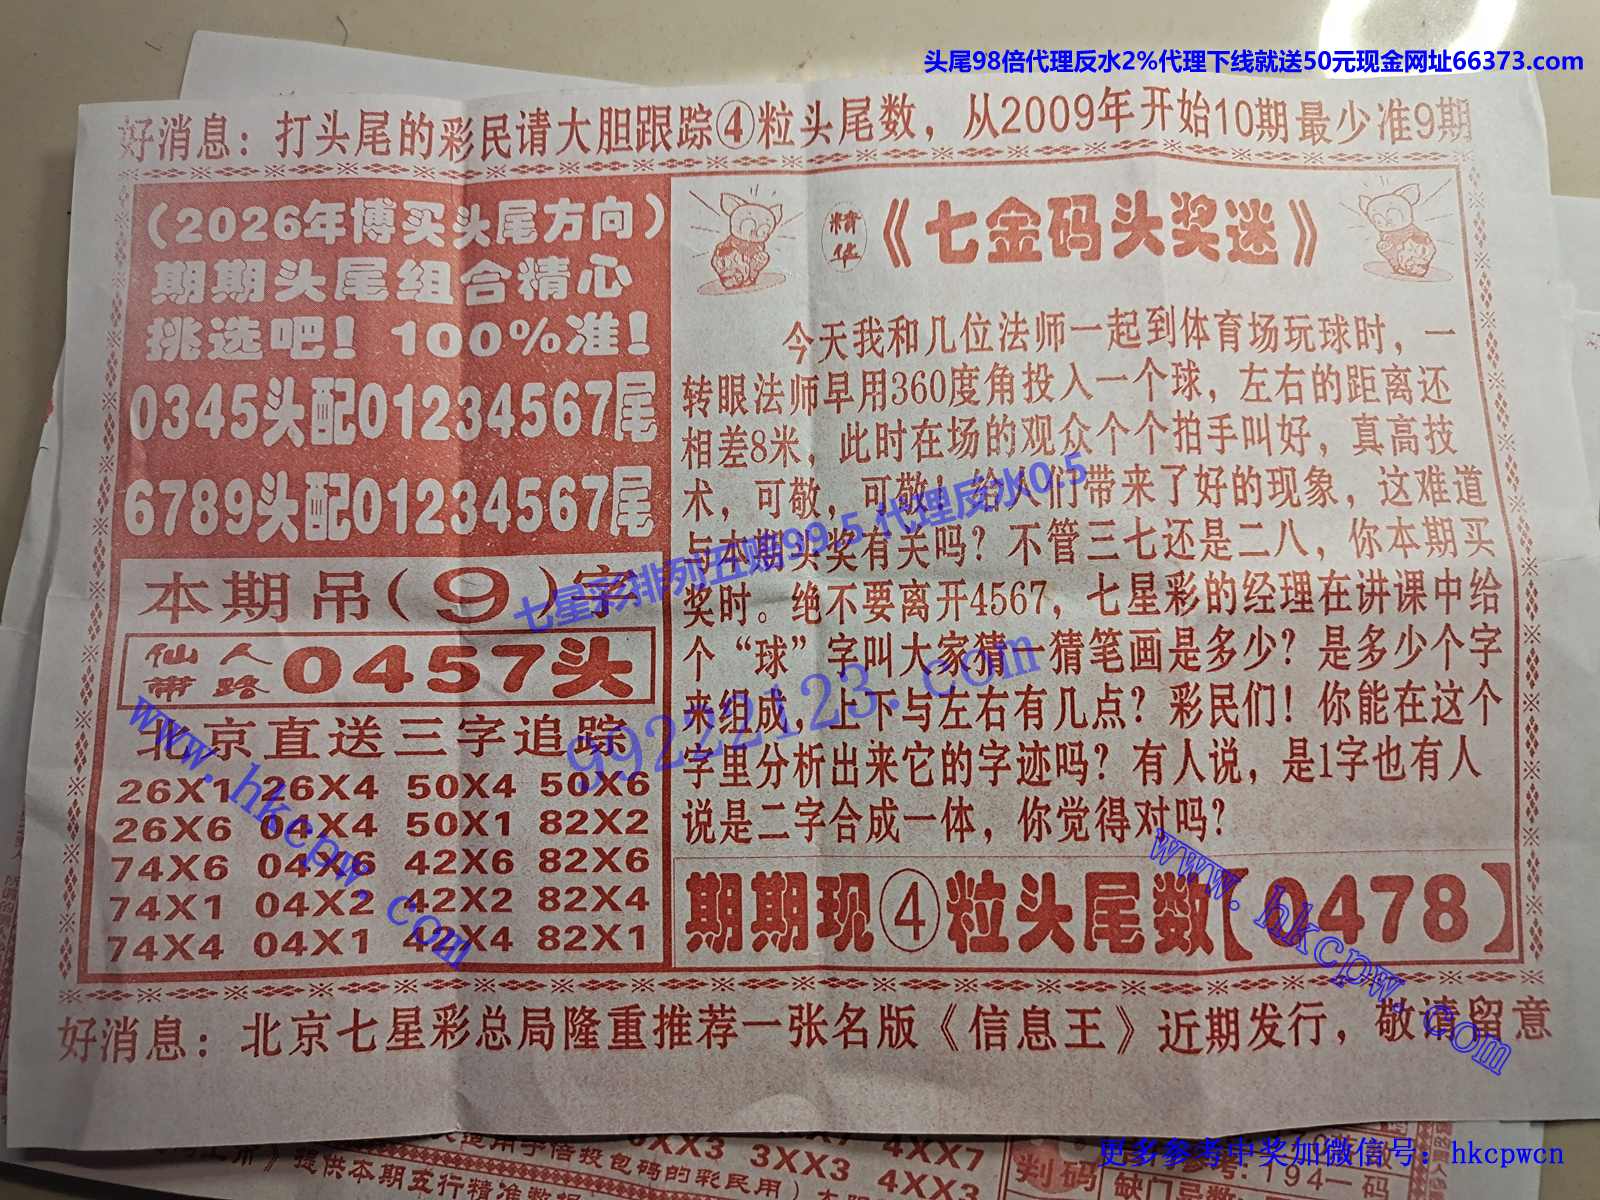 头尾98倍代理反水2%代理下线就送50元现金网址66373.com
好消息：打头尾的彩民请大胆跟踪④粒头尾数，从2009年开始10期最少准9期
（2026年博买头尾方向）
期期头尾组合精心
挑选吧！100%准！
0345头配01234567尾
6789头配01234567尾
本期吊（9）字
仙人
带路
0457头
北京直送三字追踪
26X1 26X4 50X4 50X6
26X6 04X4 50X1 82X2
74X6 04X6 42X6 82X6
74X1 04X2 42X2 82X4
74X4 04X1 42X4 82X1
精华
《七金码头奖迷》
今天我和几位法师一起到体育场玩球时，一
转眼法师早用360度角投入一个球，左右的距离还
相差8米，此时在场的观众个个拍手叫好，真高技
术，可敬，可敬！给人们带来了好的现象，这难道
与本期头奖有关吗？不管三七还是二八，你本期买
奖时。绝不要离开4567，七星彩的经理在讲课中给
个“球”字叫大家猜一猜笔画是多少？是多少个字
来组成，上下与左右有几点？彩民们！你能在这个
字里分析出来它的字迹吗？有人说，是1字也有人
说是二字合成一体，你觉得对吗？
期期现④粒头尾数【0478】
好消息：北京七星彩总局隆重推荐一张名版《信息王》近期发行，敬请留意
七星彩排列五赔99.5 代理反水0.5
99222123.com
www.hkcpw.com
www.hkcpw.com
更多参考中奖加微信号：hkcpwcn
XX3 3XX3 4XX7
4XX3
提供本期五行精准数据
判码
194一码